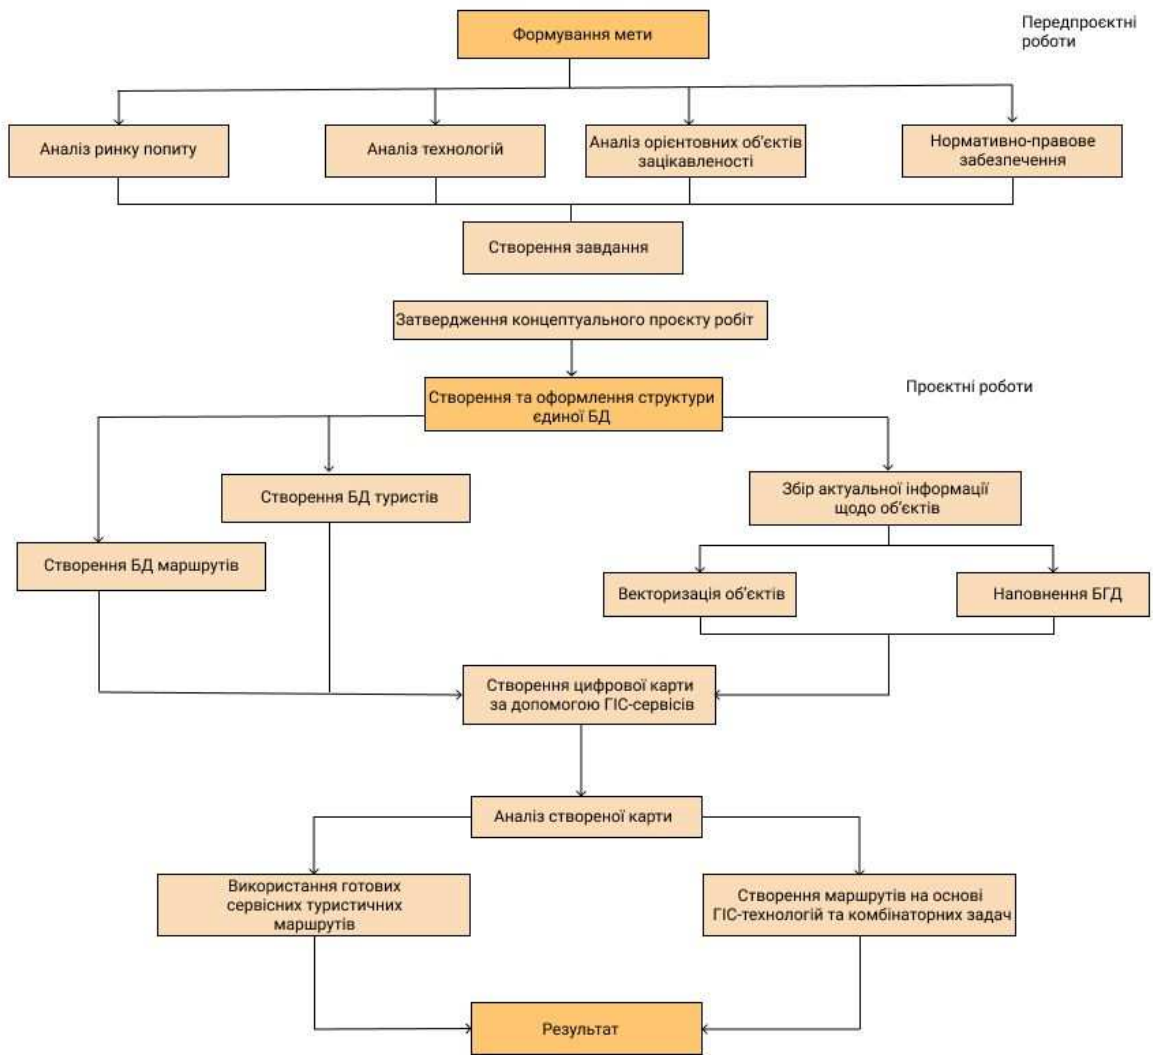 Формування мети
Передпроєктні
роботи
Аналіз ринку попиту
Аналіз технологій
Аналіз орієнтовних об'єктів
зацікавленості
Нормативно-правове
забезпечення
Створення завдання
Затвердження концептуального проєкту робіт
Створення та оформлення структури
єдиної БД
Проєктні роботи
Створення БД туристів
Збір актуальної інформації
щодо об'єктів
Створення БД маршрутів
Векторизація об'єктів
Наповнення БГД
Створення цифрової карти
за допомогою ГІС-сервісів
Аналіз створеної карти
Використання готових
сервісних туристичних
маршрутів
Створення маршрутів на основі
ГІС-технологій та комбінаторних задач
Результат